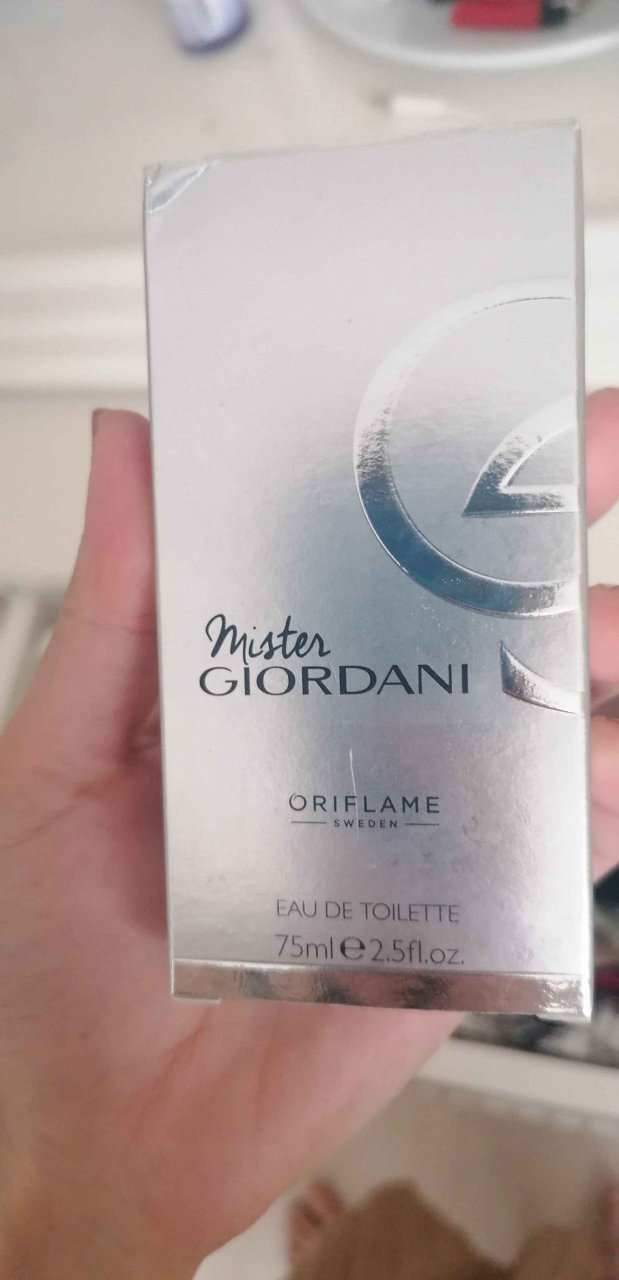 Mister
GIORDANI
ORIFLAME
SWEDEN
EAU DE TOILETTE
75ml ℮ 2.5fl.oz.